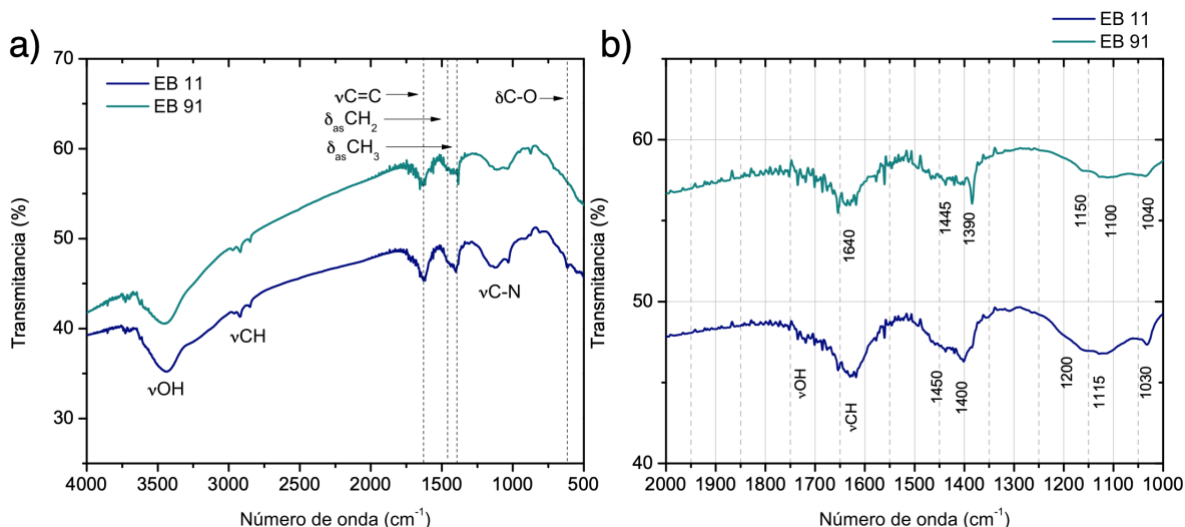 a)
EB 11
EB 91
νC=C
δasCH2
δasCH3
δC-O
νC-N
νCH
νOH
70
60
50
40
30
4000 3500 3000 2500 2000 1500 1000 500
Transmitancia (%)
Número de onda (cm-1)
b)
EB 11
EB 91
1640
1445
1390
1150
1100
1040
νOH
νCH
1450
1400
1200
1115
1030
60
50
40
2000 1900 1800 1700 1600 1500 1400 1300 1200 1100 1000
Transmitancia (%)
Número de onda (cm-1)